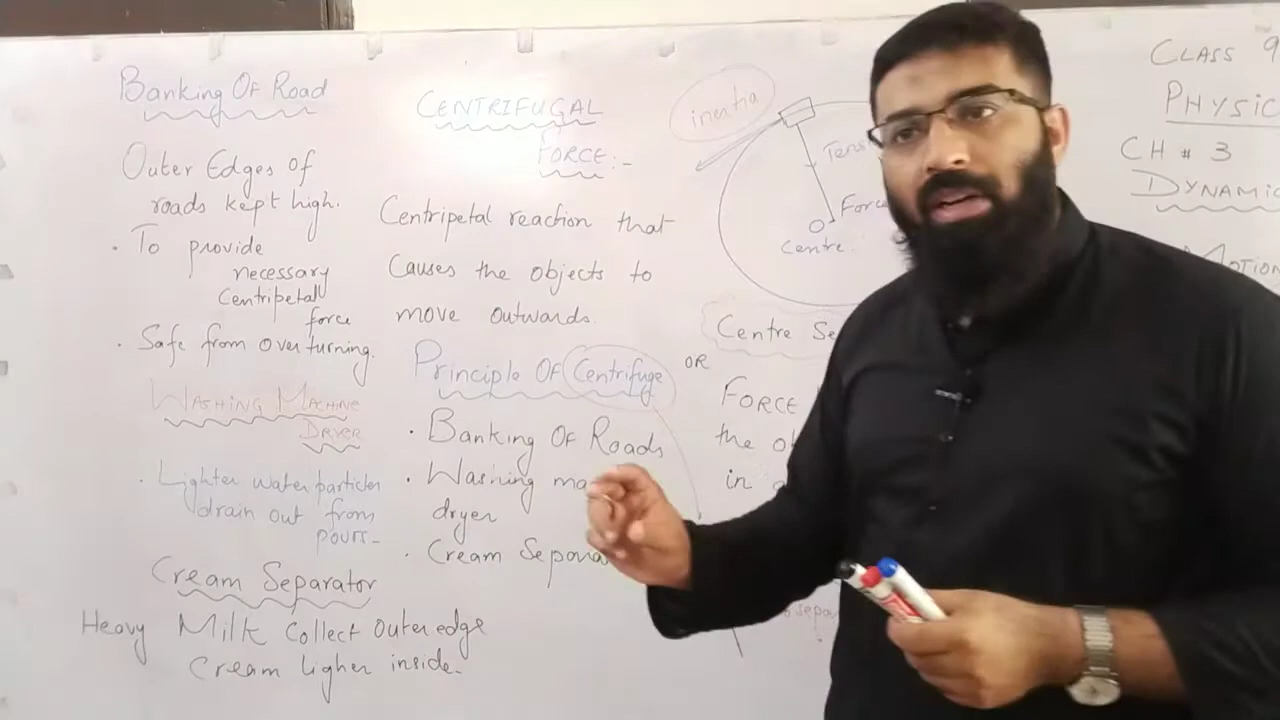 Banking Of Road
Outer Edges of
roads kept high.
· To provide
necessary
Centripetal
force
· Safe from overturning.
Washing Machine
Dryer
· Lighter water particles
drain out from
pours-
Cream Separator
Heavy Milk Collect Outer edge
Cream ligher inside.
CENTRIFUGAL
FORCE:-
Centripetal reaction that
Causes the objects to
move outwards.
Principle Of Centrifuge
· Banking Of Roads
· Washing ma
dryer
· Cream Separa
inertia
Tens
Force
Centre.
Centre Se
OR
FORCE
the ob
in a
CLASS 9
PHYSIC
CH # 3
DYNAMIC
MOTION